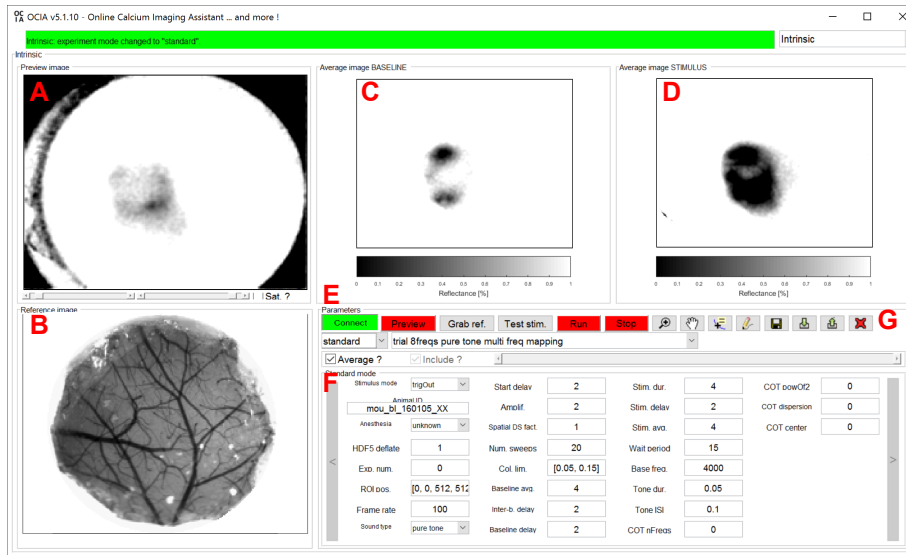 OCIA v5.1.10 - Online Calcium Imaging Assistant ... and more !
Intrinsic: experiment mode changed to "standard".
Intrinsic
Intrinsic
Preview image
A
Sat. ?
Average image BASELINE
C
0 0.1 0.2 0.3 0.4 0.5 0.6 0.7 0.8 0.9 1
Reflectance [%]
Average image STIMULUS
D
0 0.1 0.2 0.3 0.4 0.5 0.6 0.7 0.8 0.9 1
Reflectance [%]
Reference image
B
E
Parameters
Connect Preview Grab ref. Test stim. Run Stop G
standard trial 8freqs pure tone multi freq mapping
Average ? Include ?
Standard mode
F
Stimulus mode trigOut Start delay 2 Stim. dur. 4 COT powOf2 0
Animal ID
mou_bl_160105_XX Amplif. 2 Stim. delay 2 COT dispersion 0
Anesthesia unknown Spatial DS fact. 1 Stim. avg. 4 COT center 0
HDF5 deflate 1 Num. sweeps 20 Wait period 15
Exp. num. 0 Col. lim. [0.05, 0.15] Base freq. 4000
ROI pos. [0, 0, 512, 512 Baseline avg. 4 Tone dur. 0.05
Frame rate 100 Inter-b. delay 2 Tone ISI 0.1
Sound type pure tone Baseline delay 2 COT nFreqs 0
< >